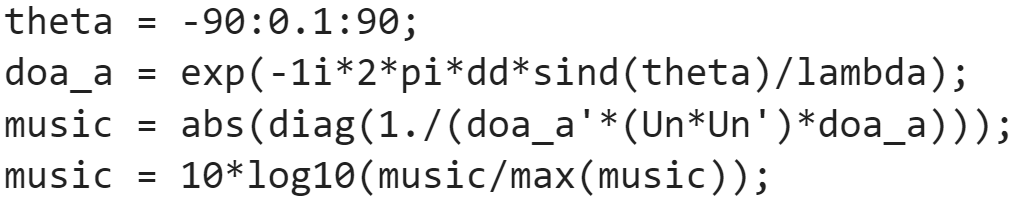 theta = -90:0.1:90;
doa_a = exp(-1i*2*pi*dd*sind(theta)/lambda);
music = abs(diag(1./(doa_a'*(Un*Un')*doa_a)));
music = 10*log10(music/max(music));